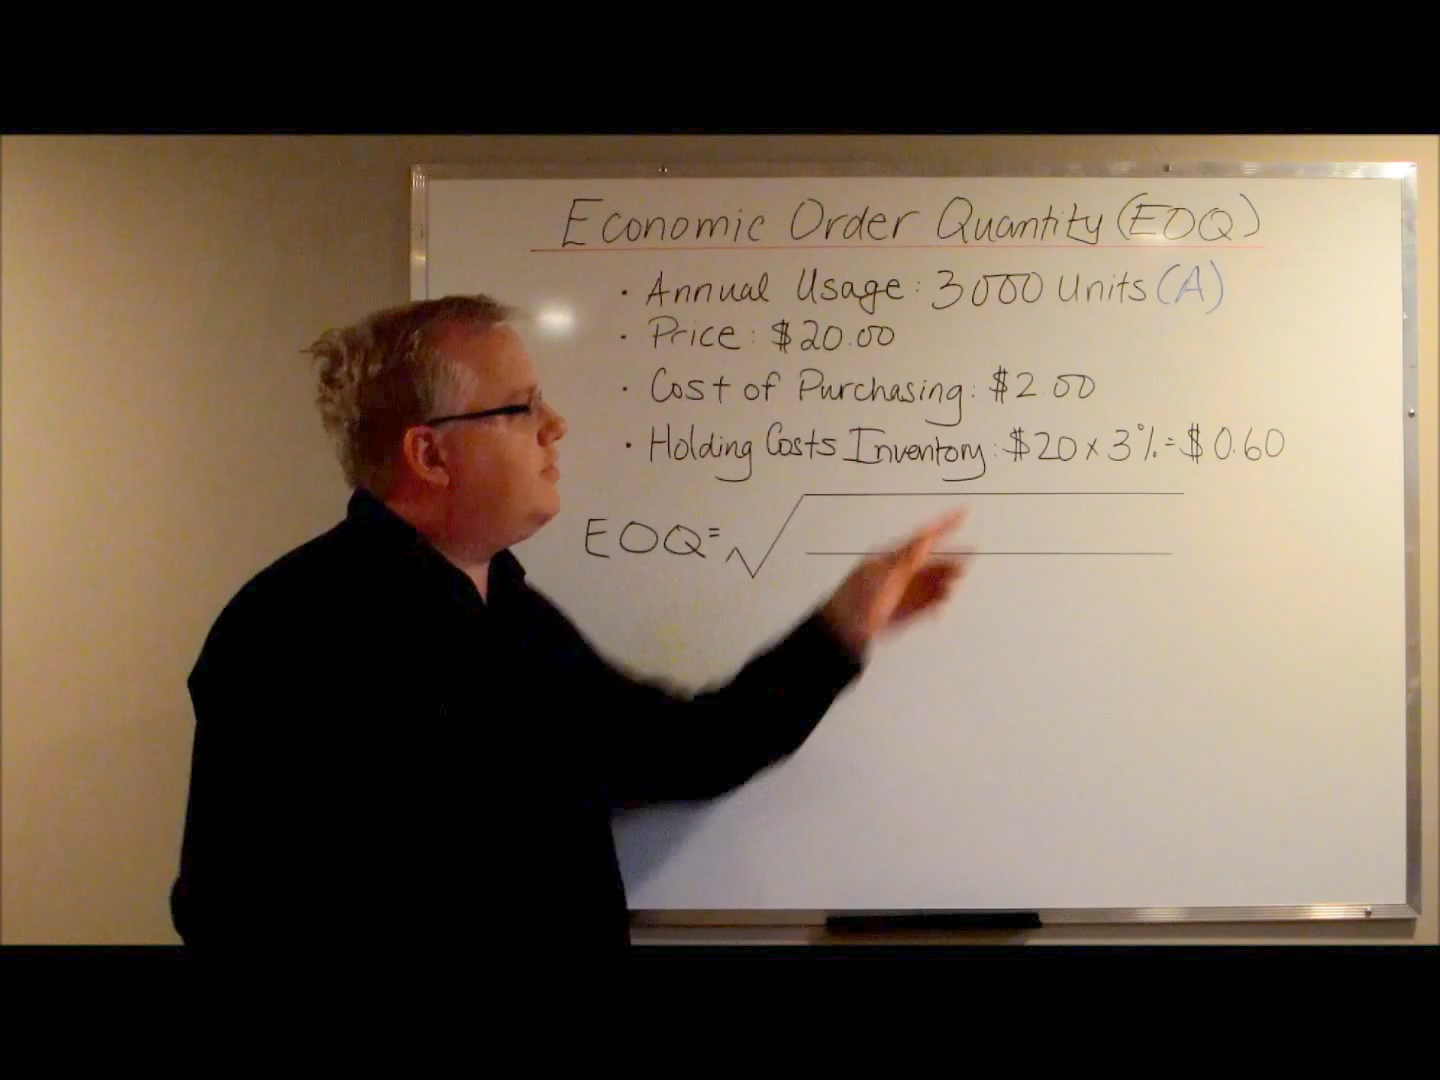 Economic Order Quantity (EOQ)
• Annual Usage: 3000 Units (A)
• Price: $20.00
• Cost of Purchasing: $2.00
• Holding Costs Inventory: $20 x 3% = $0.60
EOQ = √